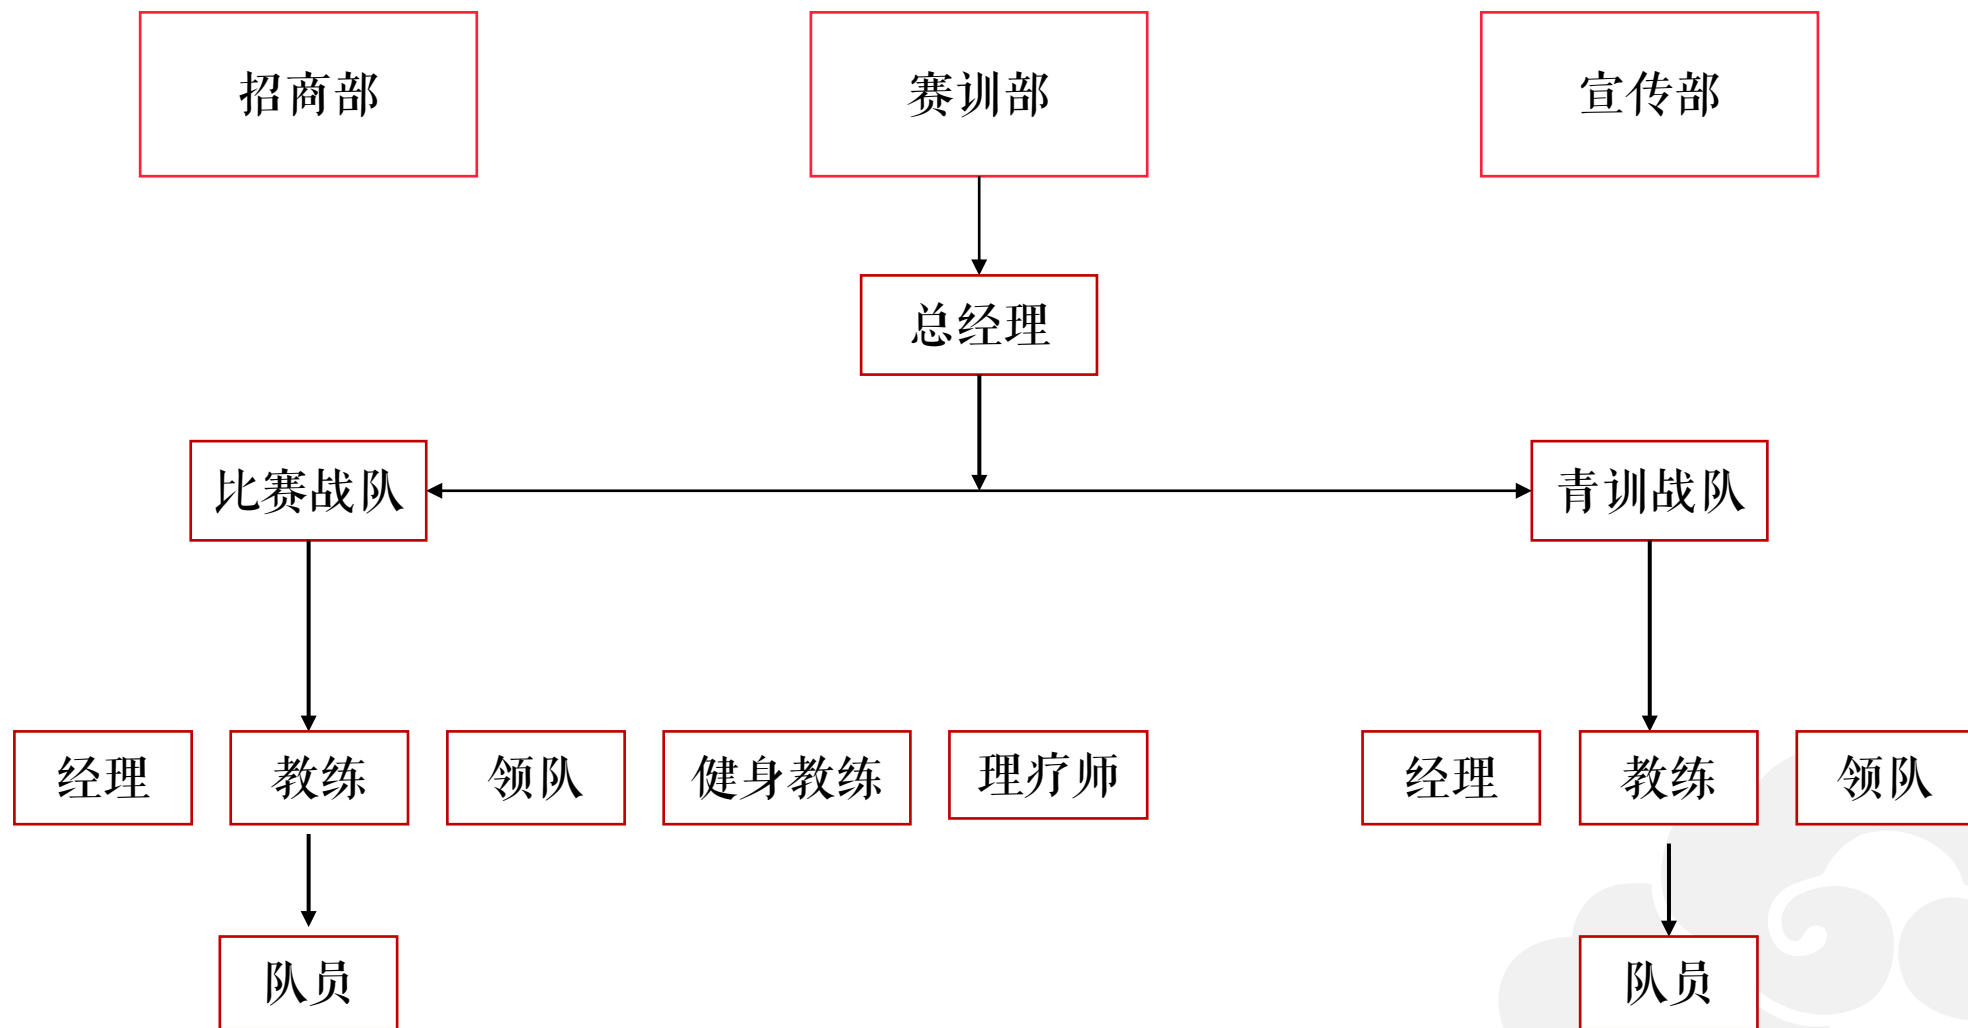 招商部
赛训部
宣传部
总经理
比赛战队
青训战队
经理
教练
领队
健身教练
理疗师
经理
教练
领队
队员
队员